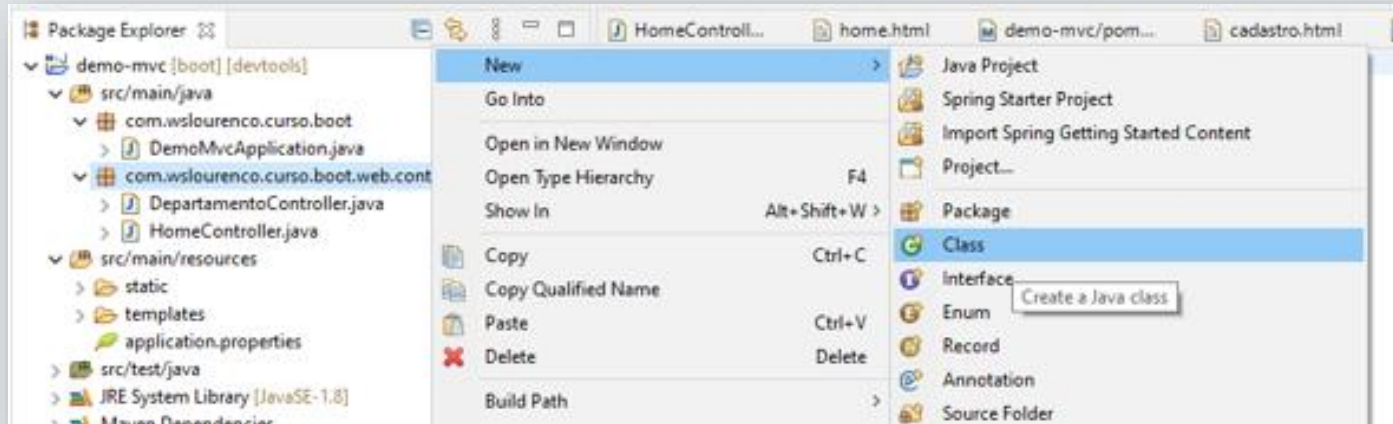 Package Explorer
HomeControll...
home.html
demo-mvc/pom...
cadastro.html
demo-mvc [boot] [devtools]
src/main/java
com.wslourenco.curso.boot
DemoMvcApplication.java
com.wslourenco.curso.boot.web.cont
DepartamentoController.java
HomeController.java
src/main/resources
static
templates
application.properties
src/test/java
JRE System Library [JavaSE-1.8]
Maven Dependencies
New
Go Into
Open in New Window
Open Type Hierarchy F4
Show In Alt+Shift+W >
Copy Ctrl+C
Copy Qualified Name
Paste Ctrl+V
Delete Delete
Build Path
Java Project
Spring Starter Project
Import Spring Getting Started Content
Project...
Package
Class
Interface
Create a Java class
Enum
Record
Annotation
Source Folder